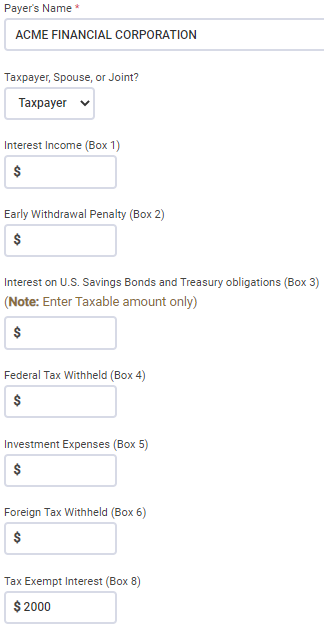 Payer's Name *
ACME FINANCIAL CORPORATION
Taxpayer, Spouse, or Joint?
Taxpayer
Interest Income (Box 1)
$
Early Withdrawal Penalty (Box 2)
$
Interest on U.S. Savings Bonds and Treasury obligations (Box 3)
(Note: Enter Taxable amount only)
$
Federal Tax Withheld (Box 4)
$
Investment Expenses (Box 5)
$
Foreign Tax Withheld (Box 6)
$
Tax Exempt Interest (Box 8)
$ 2000